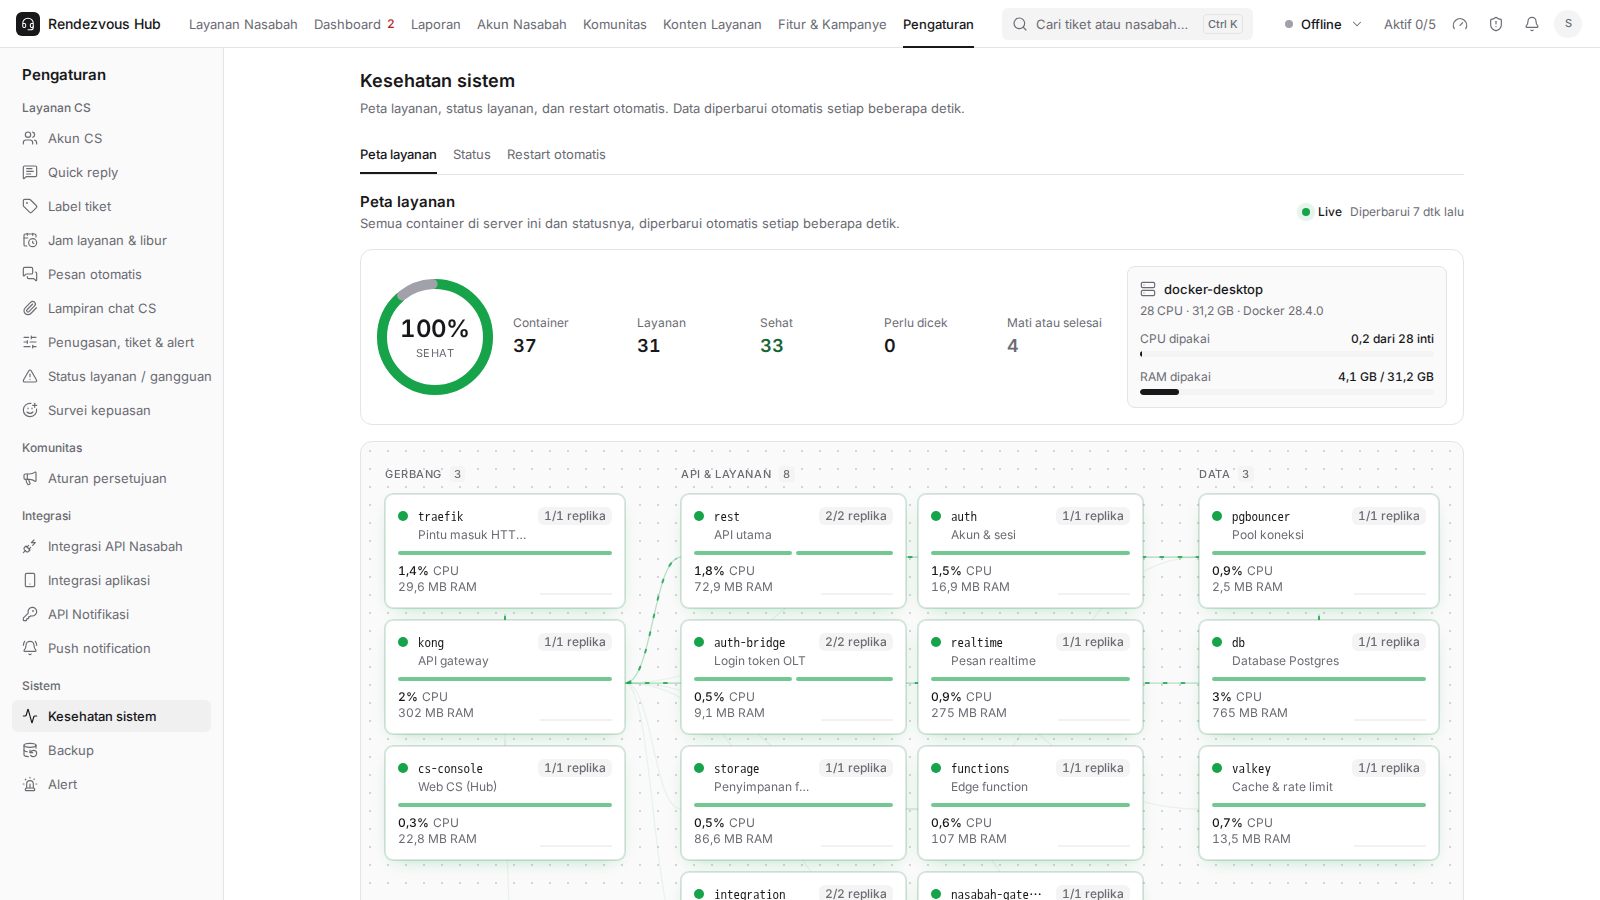 Rendezvous Hub
Layanan Nasabah
Dashboard 2
Laporan
Akun Nasabah
Komunitas
Konten Layanan
Fitur & Kampanye
Pengaturan
Cari tiket atau nasabah...
Ctrl K
Offline
Aktif 0/5
S
Pengaturan
Layanan CS
Akun CS
Quick reply
Label tiket
Jam layanan & libur
Pesan otomatis
Lampiran chat CS
Penugasan, tiket & alert
Status layanan / gangguan
Survei kepuasan
Komunitas
Aturan persetujuan
Integrasi
Integrasi API Nasabah
Integrasi aplikasi
API Notifikasi
Push notification
Sistem
Kesehatan sistem
Backup
Alert
Kesehatan sistem
Peta layanan, status layanan, dan restart otomatis. Data diperbarui otomatis setiap beberapa detik.
Peta layanan
Status
Restart otomatis
Peta layanan
Semua container di server ini dan statusnya, diperbarui otomatis setiap beberapa detik.
Live
Diperbarui 7 dtk lalu
100%
SEHAT
Container
37
Layanan
31
Sehat
33
Perlu dicek
0
Mati atau selesai
4
docker-desktop
28 CPU · 31,2 GB · Docker 28.4.0
CPU dipakai
0,2 dari 28 inti
RAM dipakai
4,1 GB / 31,2 GB
GERBANG 3
traefik
1/1 replika
Pintu masuk HTT...
1,4% CPU
29,6 MB RAM
kong
1/1 replika
API gateway
2% CPU
302 MB RAM
cs-console
1/1 replika
Web CS (Hub)
0,3% CPU
22,8 MB RAM
API & LAYANAN 8
rest
2/2 replika
API utama
1,8% CPU
72,9 MB RAM
auth
1/1 replika
Akun & sesi
1,5% CPU
16,9 MB RAM
auth-bridge
2/2 replika
Login token OLT
0,5% CPU
9,1 MB RAM
realtime
1/1 replika
Pesan realtime
0,9% CPU
275 MB RAM
storage
1/1 replika
Penyimpanan f...
0,5% CPU
86,6 MB RAM
functions
1/1 replika
Edge function
0,6% CPU
107 MB RAM
integration
2/2 replika
nasabah-gate...
1/1 replika
DATA 3
pgbouncer
1/1 replika
Pool koneksi
0,9% CPU
2,5 MB RAM
db
1/1 replika
Database Postgres
3% CPU
765 MB RAM
valkey
1/1 replika
Cache & rate limit
0,7% CPU
13,5 MB RAM